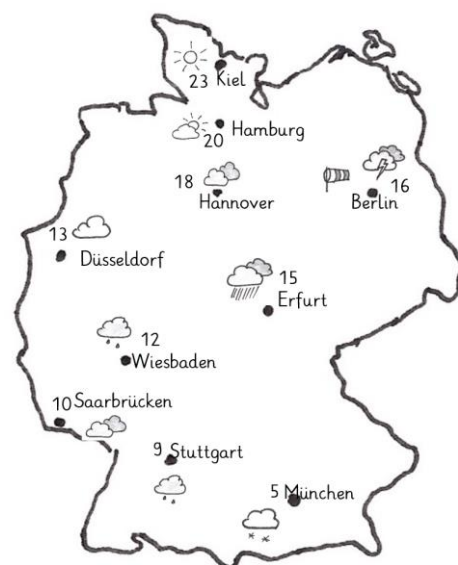 23 Kiel
Hamburg
20
18
Hannover
16
Berlin
13
Düsseldorf
15
Erfurt
12
Wiesbaden
10 Saarbrücken
9 Stuttgart
5 München